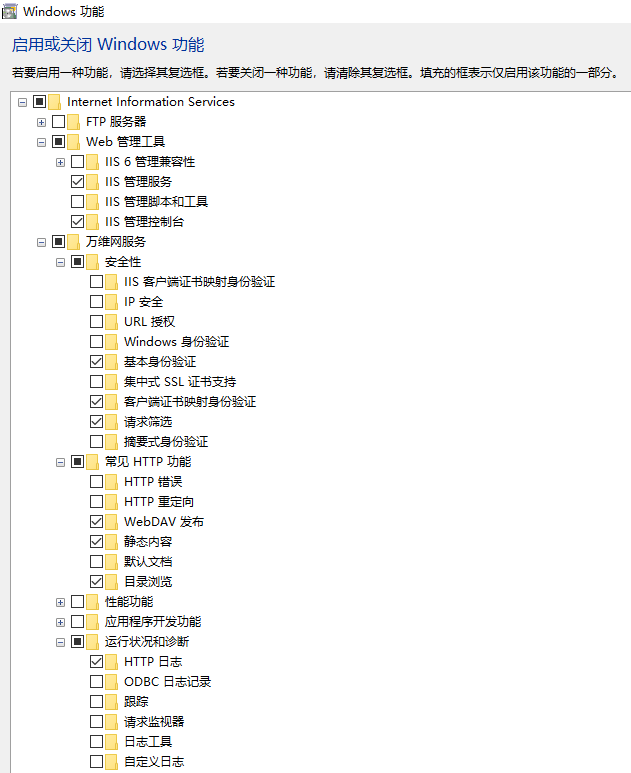 Windows 功能
启用或关闭 Windows 功能
若要启用一种功能，请选择其复选框。若要关闭一种功能，请清除其复选框。填充的框表示仅启用该功能的一部分。
Internet Information Services
FTP 服务器
Web 管理工具
IIS 6 管理兼容性
IIS 管理服务
IIS 管理脚本和工具
IIS 管理控制台
万维网服务
安全性
IIS 客户端证书映射身份验证
IP 安全
URL 授权
Windows 身份验证
基本身份验证
集中式 SSL 证书支持
客户端证书映射身份验证
请求筛选
摘要式身份验证
常见 HTTP 功能
HTTP 错误
HTTP 重定向
WebDAV 发布
静态内容
默认文档
目录浏览
性能功能
应用程序开发功能
运行状况和诊断
HTTP 日志
ODBC 日志记录
跟踪
请求监视器
日志工具
自定义日志